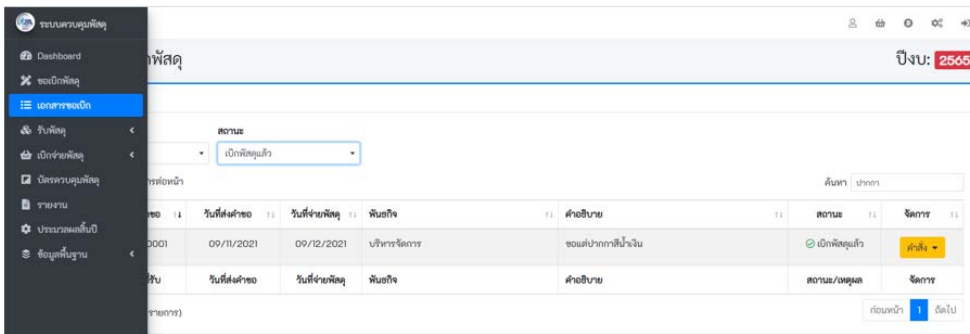 ระบบควบคุมพัสดุ
Dashboard
ขอเบิกพัสดุ
เอกสารขอเบิก
รับพัสดุ
เบิกจ่ายพัสดุ
บัตรควบคุมพัสดุ
รายงาน
ประมวลผลสิ้นปี
ข้อมูลพื้นฐาน
กพัสดุ
ปีงบ: 2565
สถานะ
เบิกพัสดุแล้ว
ารต่อหน้า
ค้นหา ปากกา
วันที่ส่งคำขอ วันที่จ่ายพัสดุ พันธกิจ คำอธิบาย สถานะ จัดการ
0001 09/11/2021 09/12/2021 บริหารจัดการ ขอแต่ปากกาสีน้ำเงิน เบิกพัสดุแล้ว คำสั่ง
วันที่ส่งคำขอ วันที่จ่ายพัสดุ พันธกิจ คำอธิบาย สถานะ/เหตุผล จัดการ
รายการ)
ก่อนหน้า 1 ถัดไป